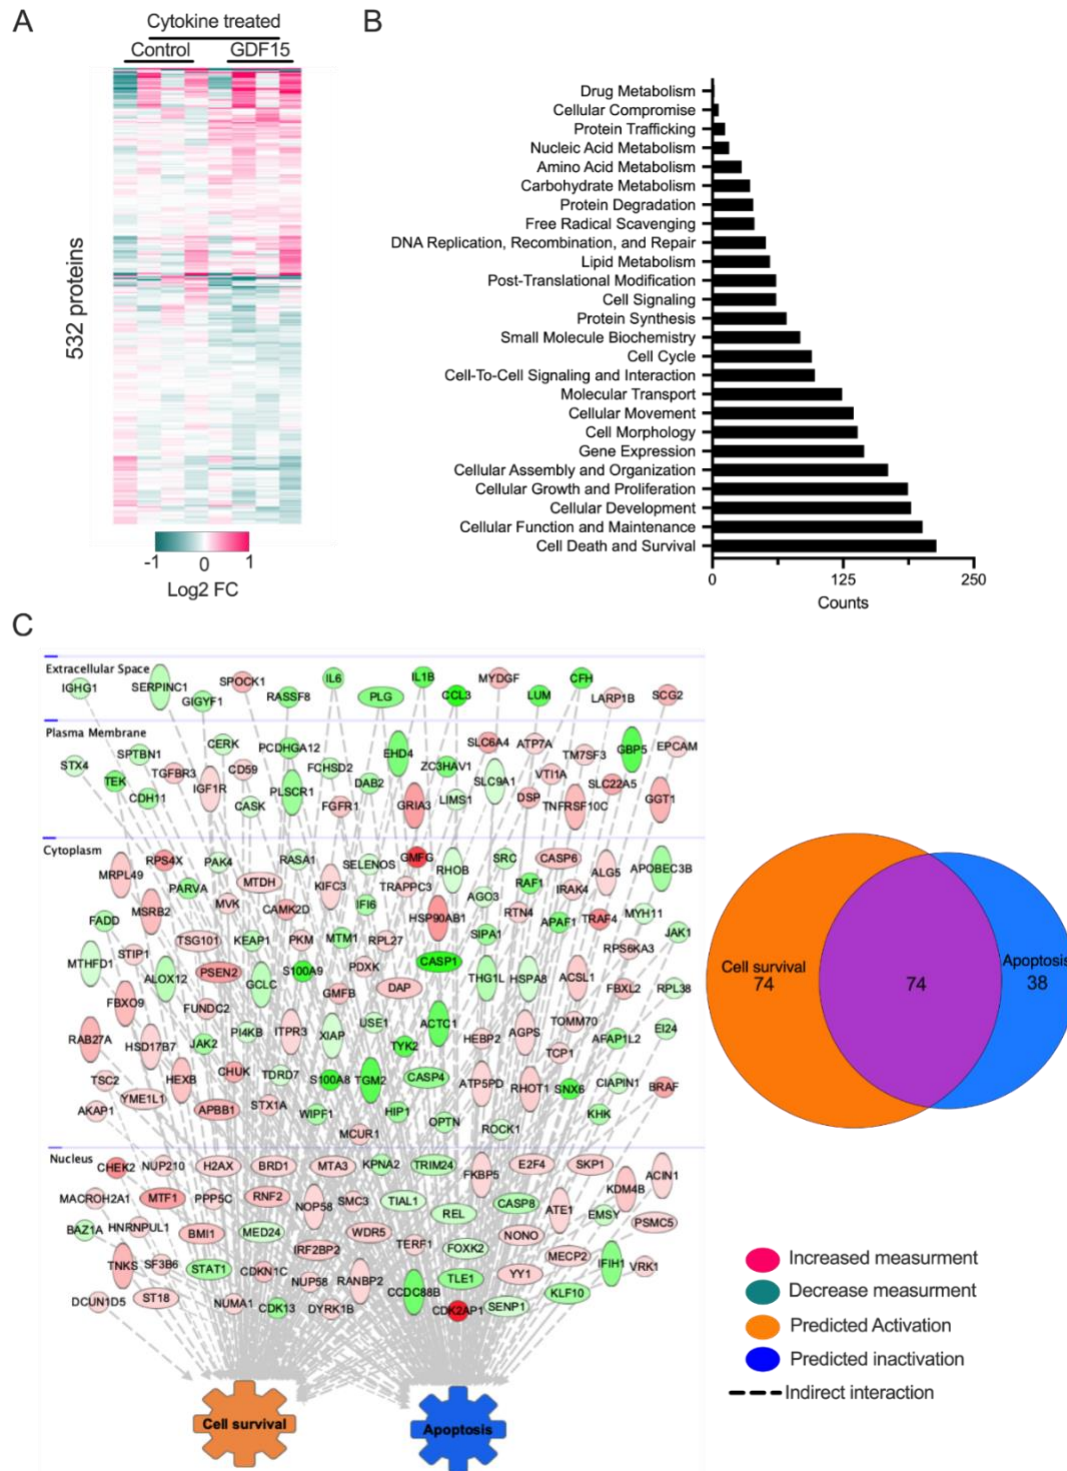 A
Cytokine treated
Control GDF15
532 proteins
-1 0 1
Log2 FC
B
Drug Metabolism
Cellular Compromise
Protein Trafficking
Nucleic Acid Metabolism
Amino Acid Metabolism
Carbohydrate Metabolism
Protein Degradation
Free Radical Scavenging
DNA Replication, Recombination, and Repair
Lipid Metabolism
Post-Translational Modification
Cell Signaling
Protein Synthesis
Small Molecule Biochemistry
Cell Cycle
Cell-To-Cell Signaling and Interaction
Molecular Transport
Cellular Movement
Cell Morphology
Gene Expression
Cellular Assembly and Organization
Cellular Growth and Proliferation
Cellular Development
Cellular Function and Maintenance
Cell Death and Survival
0 125 250
Counts
C
Extracellular Space
IGHG1 SERPINC1 GIGYF1 SPOCK1 RASSF8 IL6 PLG IL1B CCL3 MYDGF LUM CFH LARP1B SCG2
Plasma Membrane
STX4 SPTBN1 TEK CDH11 TGFBR3 CERK IGF1R CD59 CASK PCDHGA12 PLSCR1 FCHSD2 FGFR1 DAB2 EHD4 GRIA3 ZC3HAV1 LIMS1 SLC6A4 SLC9A1 ATP7A DSP VTI1A TM7SF3 TNFRSF10C SLC22A5 GBP5 EPCAM GGT1
Cytoplasm
MRPL49 RPS4X PAK4 RASA1 SELENOS GMFG RHOB SRC CASP6 ALG5 APOBEC3B
PARVA MTDH KIFC3 TRAPPC3 RAF1 IRAK4
MSRB2 MVK CAMK2D IFI6 HSP90AB1 AGO3 RTN4 APAF1 TRAF4 MYH11
FADD TSG101 KEAP1 PKM MTM1 RPL27 SIPA1 JAK1
STIP1 RPS6KA3
MTHFD1 ALOX12 PSEN2 GCLC S100A9 PDXK CASP1 THG1L HSPA8 ACSL1 FBXL2 RPL38
FBXO9 FUNDC2 GMFB DAP
RAB27A HSD17B7 JAK2 PI4KB ITPR3 XIAP USE1 ACTC1 HEBP2 AGPS TOMM70 AFAP1L2 EI24
TYK2 TCP1
TSC2 HEXB CHUK TDRD7 S100A8 TGM2 CASP4 ATP5PD RHOT1 SNX6 CIAPIN1 BRAF
YME1L1
AKAP1 APBB1 STX1A WIPF1 HIP1 OPTN ROCK1 KHK
MCUR1
Nucleus
CHEK2 NUP210 H2AX BRD1 MTA3 KPNA2 TRIM24 FKBP5 E2F4 SKP1 ACIN1
MACROH2A1 MTF1 PPP5C RNF2 NOP58 SMC3 TIAL1 REL CASP8 ATE1 KDM4B EMSY PSMC5
BAZ1A HNRNPUL1 BMI1 MED24 WDR5 TERF1 FOXK2 NONO MECP2
TNKS SF3B6 STAT1 CDKN1C IRF2BP2 NUP58 RANBP2 TLE1 YY1 IFIH1 VRK1
DCUN1D5 ST18 NUMA1 CDK13 DYRK1B CCDC88B CDK2AP1 SENP1 KLF10
Cell survival
Apoptosis
Cell survival
74
74
Apoptosis
38
Increased measurment
Decrease measurment
Predicted Activation
Predicted inactivation
Indirect interaction